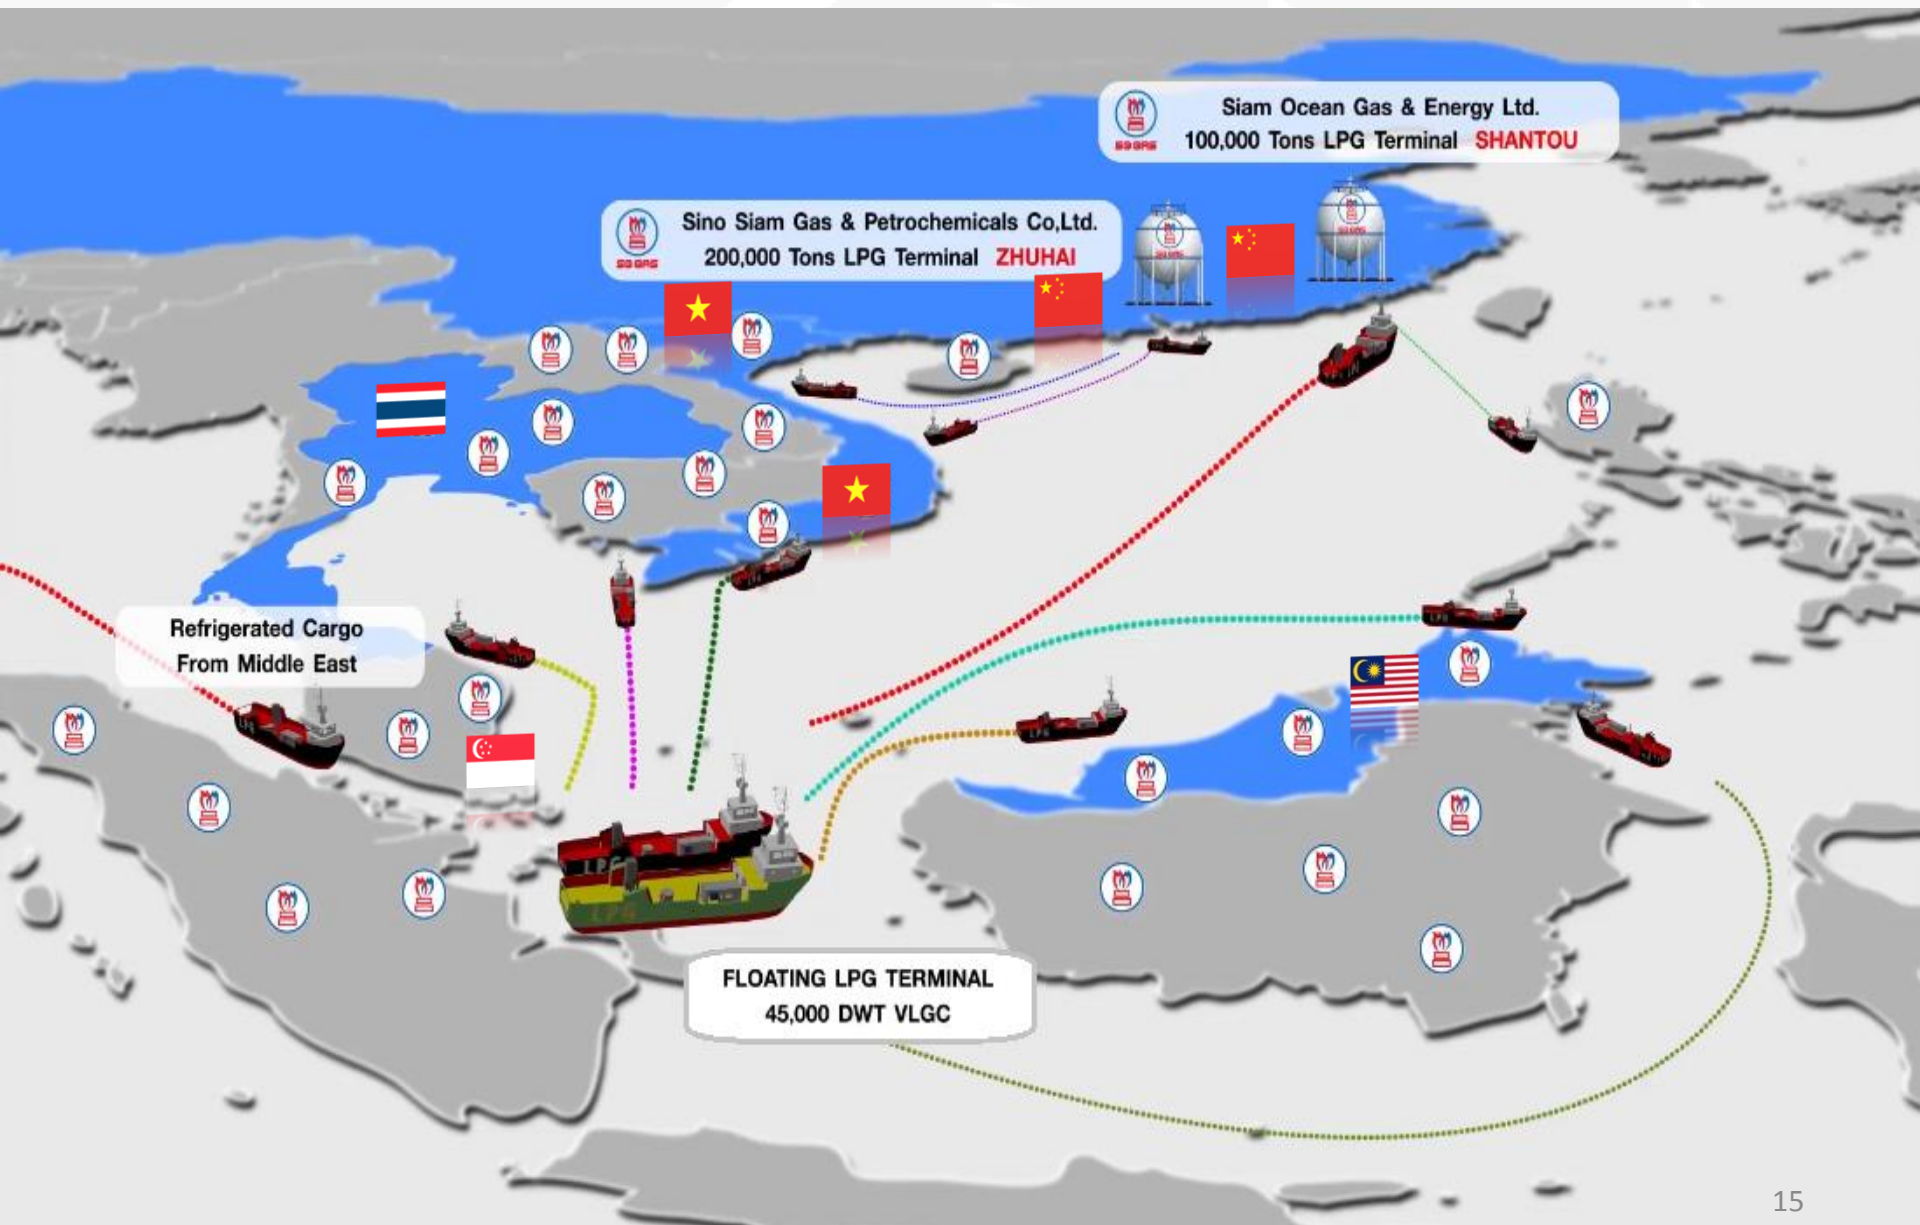 Siam Ocean Gas & Energy Ltd.
100,000 Tons LPG Terminal SHANTOU
Sino Siam Gas & Petrochemicals Co,Ltd.
200,000 Tons LPG Terminal ZHUHAI
Refrigerated Cargo
From Middle East
FLOATING LPG TERMINAL
45,000 DWT VLGC
15